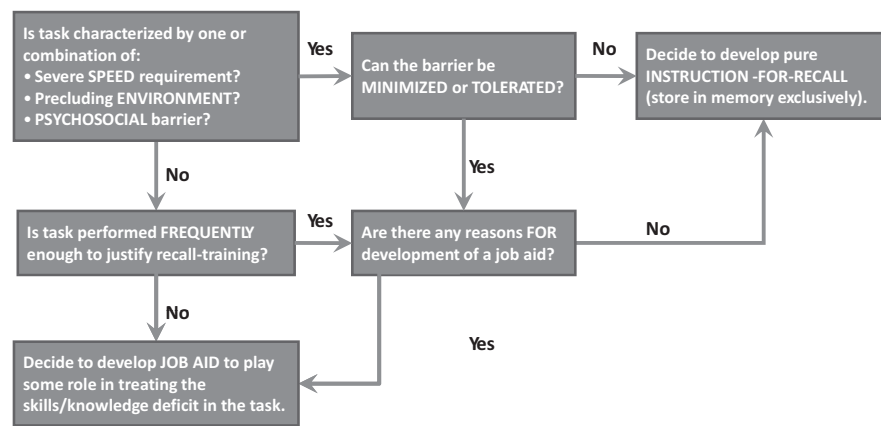 Is task characterized by one or
combination of:
• Severe SPEED requirement?
• Precluding ENVIRONMENT?
• PSYCHOSOCIAL barrier?
Yes
Can the barrier be
MINIMIZED or TOLERATED?
No
Decide to develop pure
INSTRUCTION -FOR-RECALL
(store in memory exclusively).
No
Yes
Is task performed FREQUENTLY
enough to justify recall-training?
Yes
Are there any reasons FOR
development of a job aid?
No
No
Yes
Decide to develop JOB AID to play
some role in treating the
skills/knowledge deficit in the task.